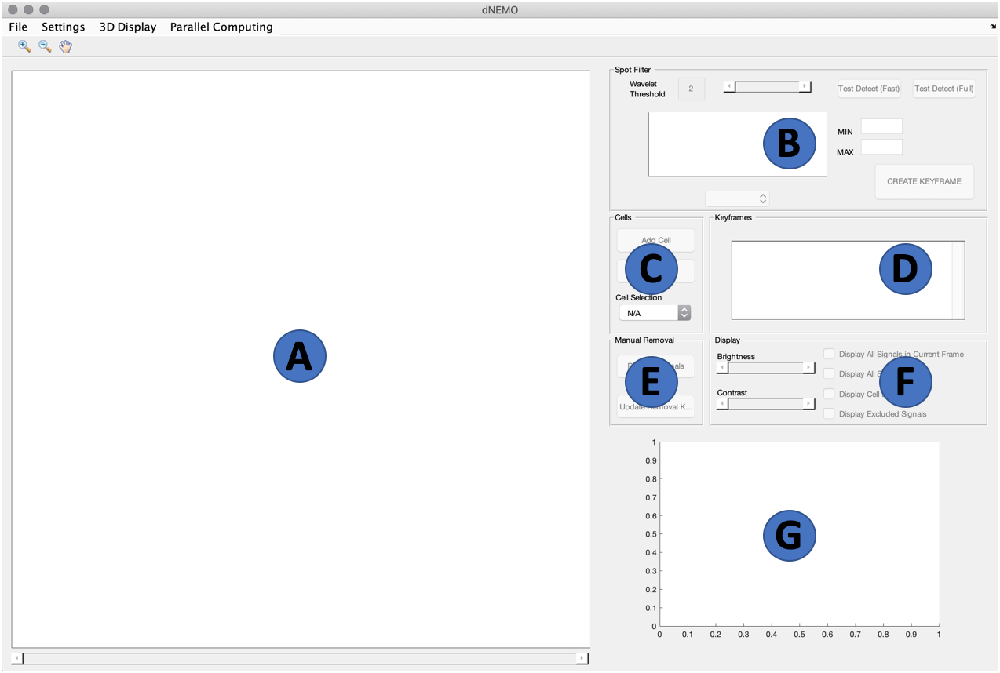 dNEMO
File Settings 3D Display Parallel Computing
Spot Filter
Wavelet
Threshold
2
Test Detect (Fast) Test Detect (Full)
B
MIN
MAX
CREATE KEYFRAME
Cells
Add Cell
C
Cell Selection
N/A
Keyframes
D
A
Manual Removal
E
Update Removal K...
Display
Brightness
Contrast
Display All Signals in Current Frame
Display All
Display Cell
Display Excluded Signals
F
1
0.9
0.8
0.7
0.6
0.5
0.4
0.3
0.2
0.1
0
G
0 0.1 0.2 0.3 0.4 0.5 0.6 0.7 0.8 0.9 1